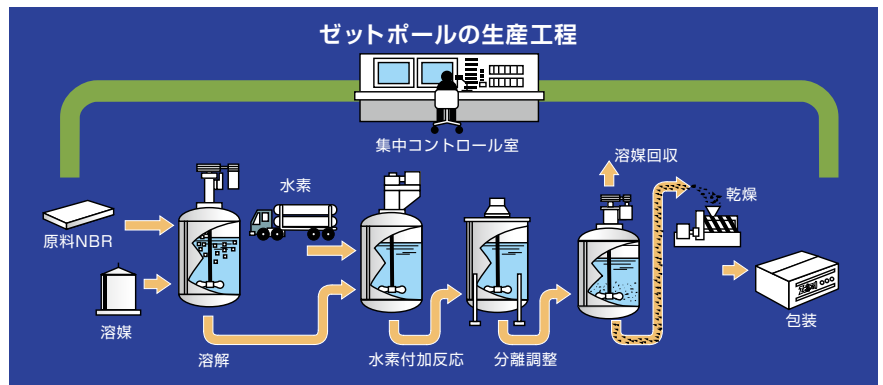 ゼットポールの生産工程
集中コントロール室
溶媒回収
水素
乾燥
原料NBR
溶媒
溶解
水素付加反応
分離調整
包装